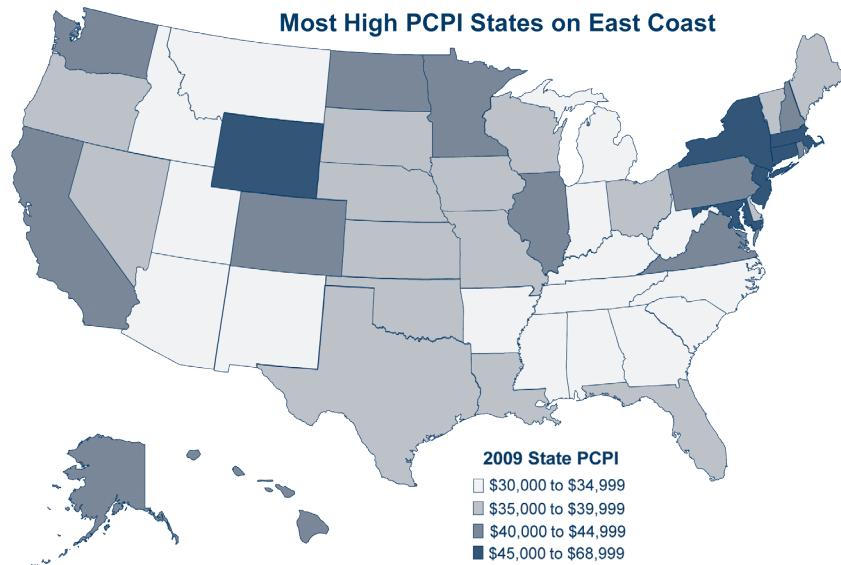 Most High PCPI States on East Coast
2009 State PCPI
$30,000 to $34,999
$35,000 to $39,999
$40,000 to $44,999
$45,000 to $68,999